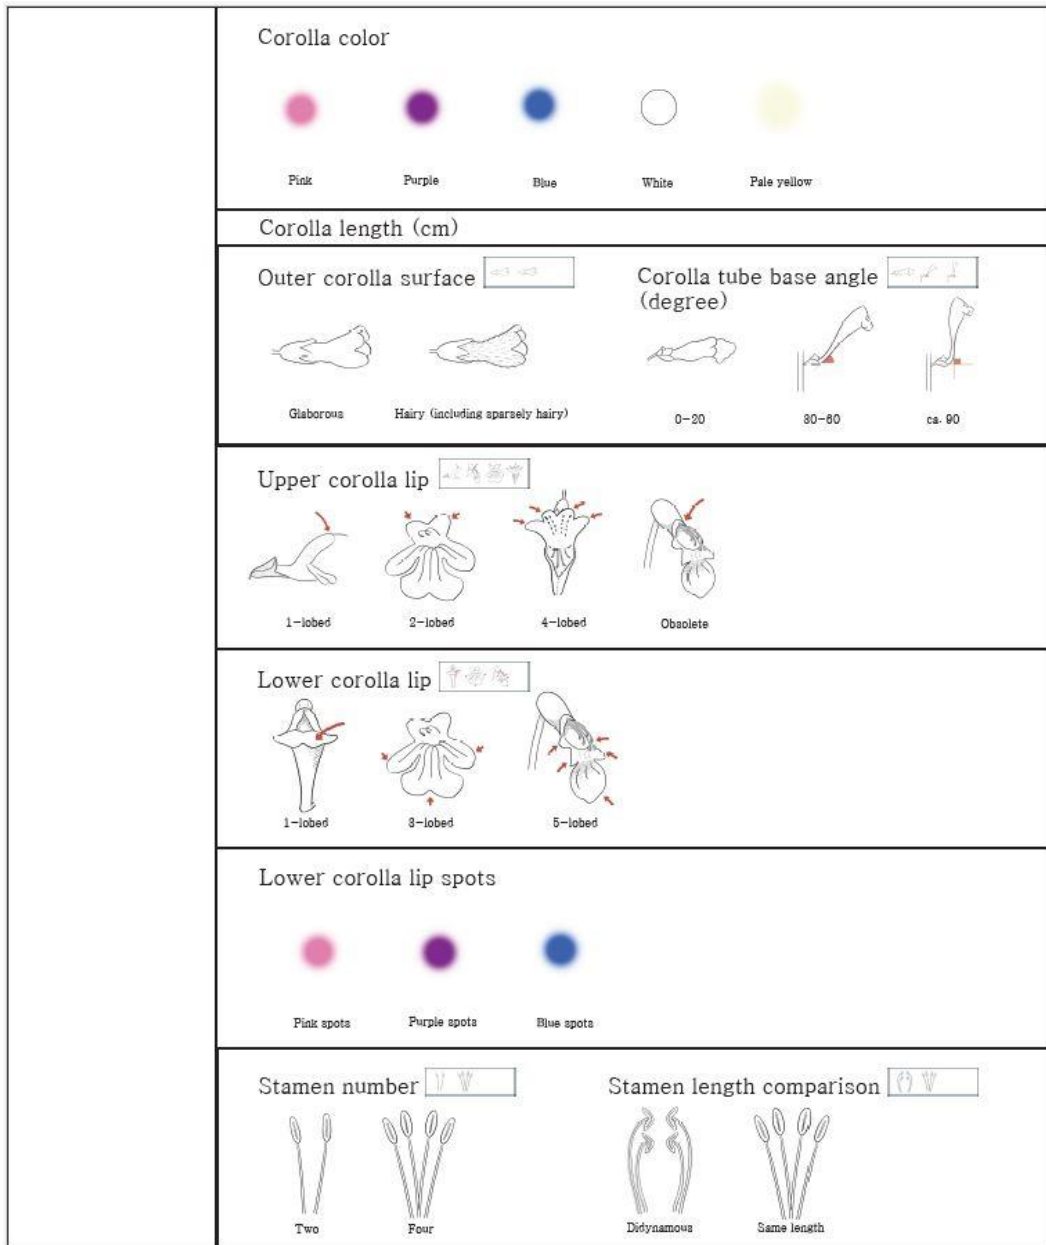 Corolla color
Pink Purple Blue White Pale yellow
Corolla length (cm)
Outer corolla surface
Glaborous Hairy (including sparsely hairy)
Corolla tube base angle
(degree)
0-20 30-60 ca. 90
Upper corolla lip
1-lobed 2-lobed 4-lobed Obsolete
Lower corolla lip
1-lobed 3-lobed 5-lobed
Lower corolla lip spots
Pink spots Purple spots Blue spots
Stamen number
Two Four
Stamen length comparison
Didynamous Same length